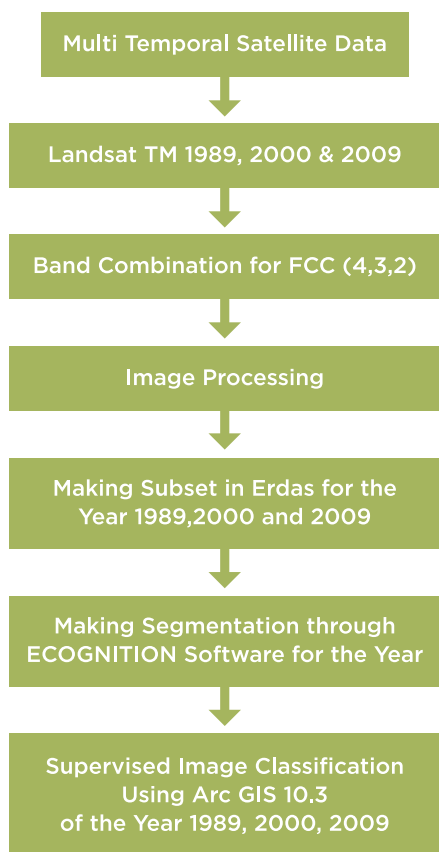 Multi Temporal Satellite Data
Landsat TM 1989, 2000 & 2009
Band Combination for FCC (4,3,2)
Image Processing
Making Subset in Erdas for the
Year 1989,2000 and 2009
Making Segmentation through
ECOGNITION Software for the Year
Supervised Image Classification
Using Arc GIS 10.3
of the Year 1989, 2000, 2009